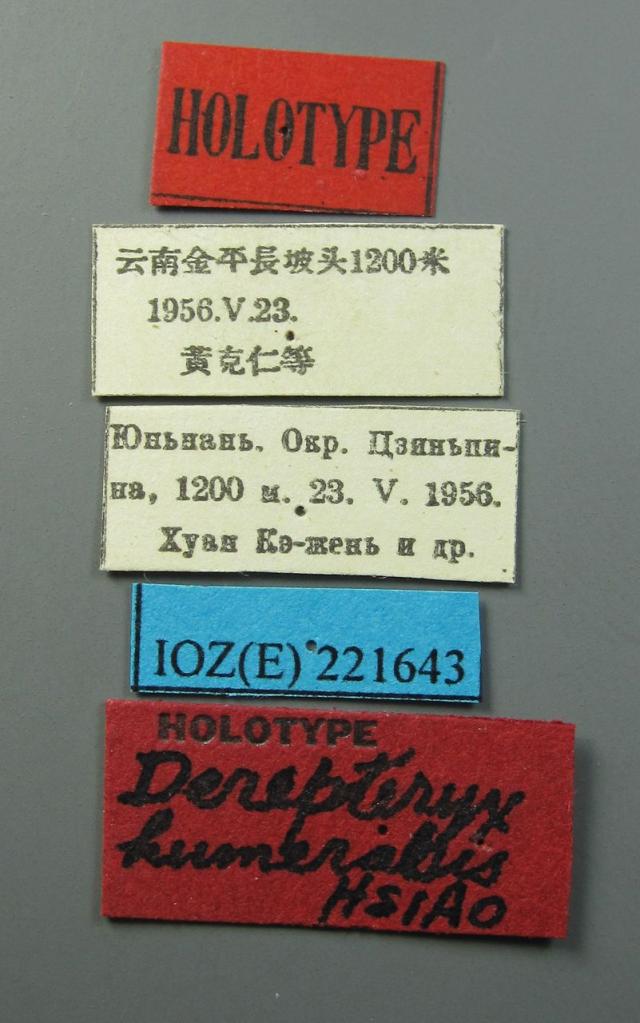 HOLOTYPE
云南金平長坡头1200米
1956.V.23.
黃克仁等
Юньнань. Окр. Цзиньпи-
на, 1200 м. 23. V. 1956.
Хуан Кэ-жень и др.
IOZ(E) 221643
HOLOTYPE
Derepteryx
humeralis
HSIAO